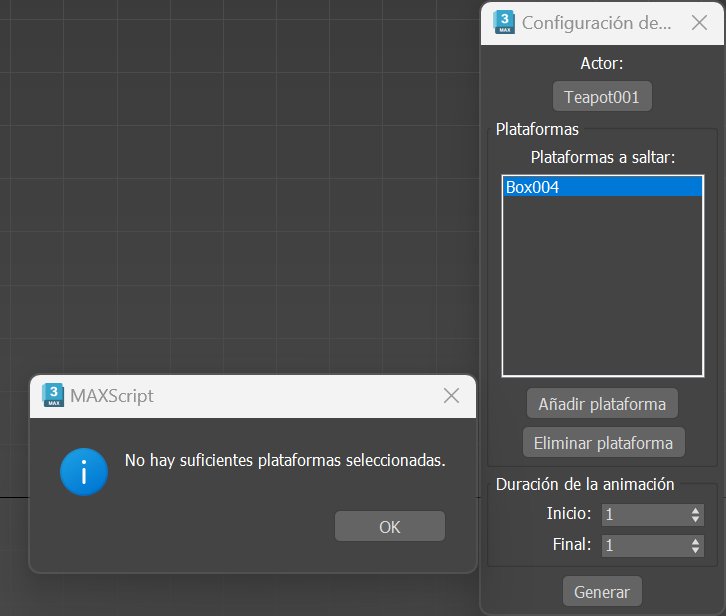 3
MAX
Configuración de...
Actor:
Teapot001
Plataformas
Plataformas a saltar:
Box004
Añadir plataforma
Eliminar plataforma
Duración de la animación
Inicio: 1
Final: 1
Generar
3
MAX
MAXScript
i
No hay suficientes plataformas seleccionadas.
OK